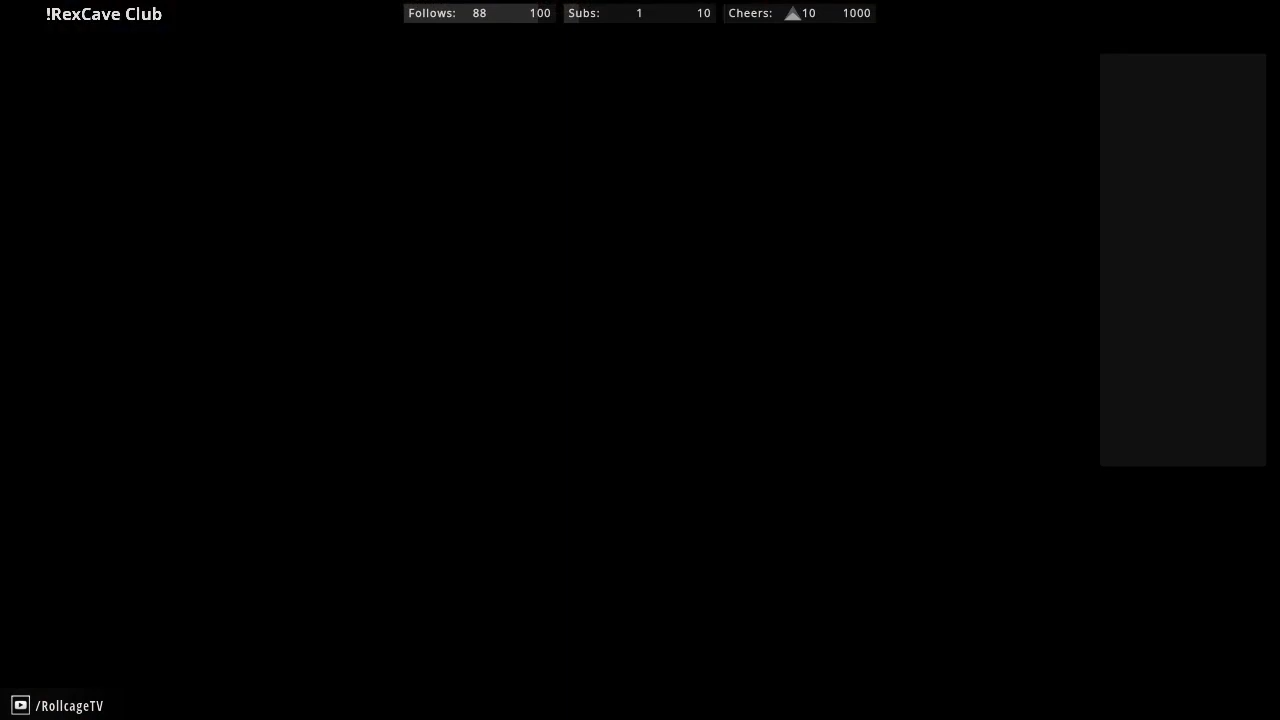 !RexCave Club
Follows: 88 100
Subs: 1 10
Cheers: 10 1000
/RollcageTV